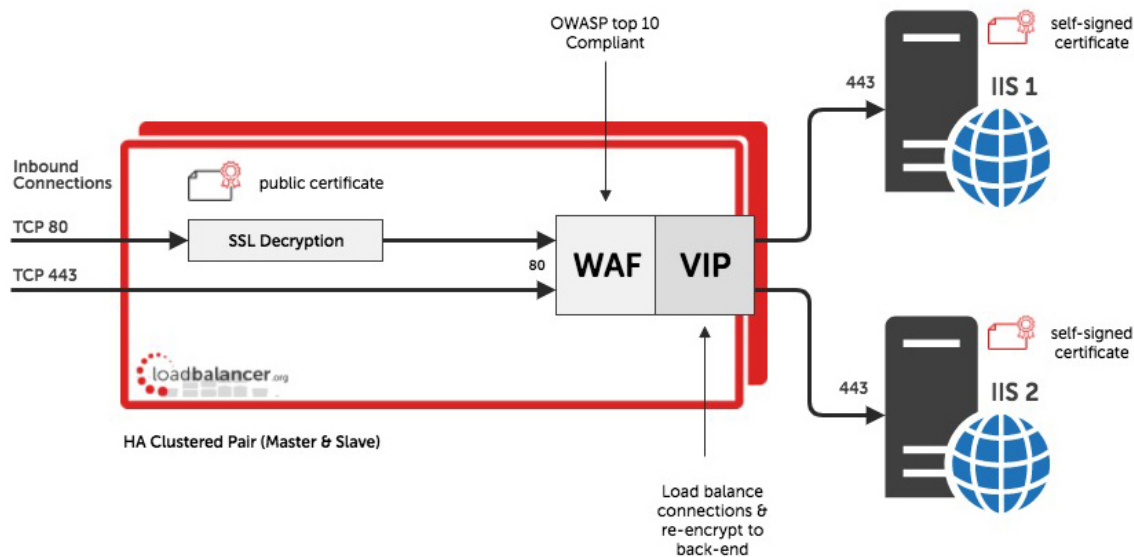 OWASP top 10
Compliant
self-signed
certificate
443
IIS 1
Inbound
Connections
public certificate
TCP 80
SSL Decryption
TCP 443
80
WAF
VIP
loadbalancer.org
self-signed
certificate
443
IIS 2
HA Clustered Pair (Master & Slave)
Load balance
connections &
re-encrypt to
back-end